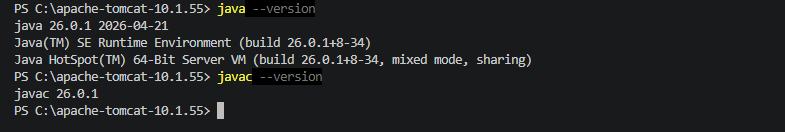 PS C:\apache-tomcat-10.1.55> java --version
java 26.0.1 2026-04-21
Java(TM) SE Runtime Environment (build 26.0.1+8-34)
Java HotSpot(TM) 64-Bit Server VM (build 26.0.1+8-34, mixed mode, sharing)
PS C:\apache-tomcat-10.1.55> javac --version
javac 26.0.1
PS C:\apache-tomcat-10.1.55>